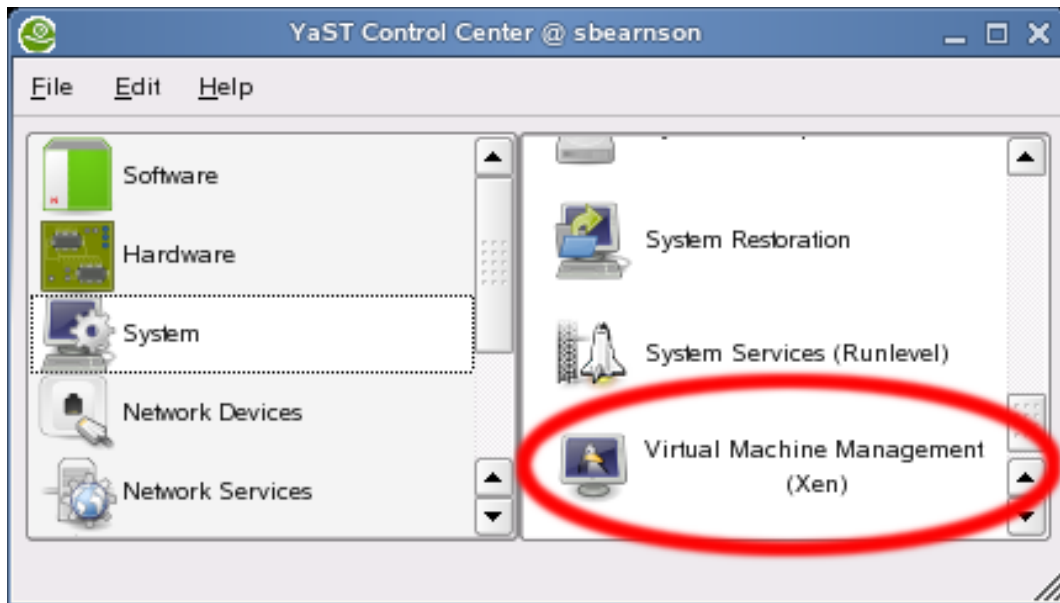 YaST Control Center @ sbearnson
File Edit Help
Software
Hardware
System
Network Devices
Network Services
System Restoration
System Services (Runlevel)
Virtual Machine Management
(Xen)